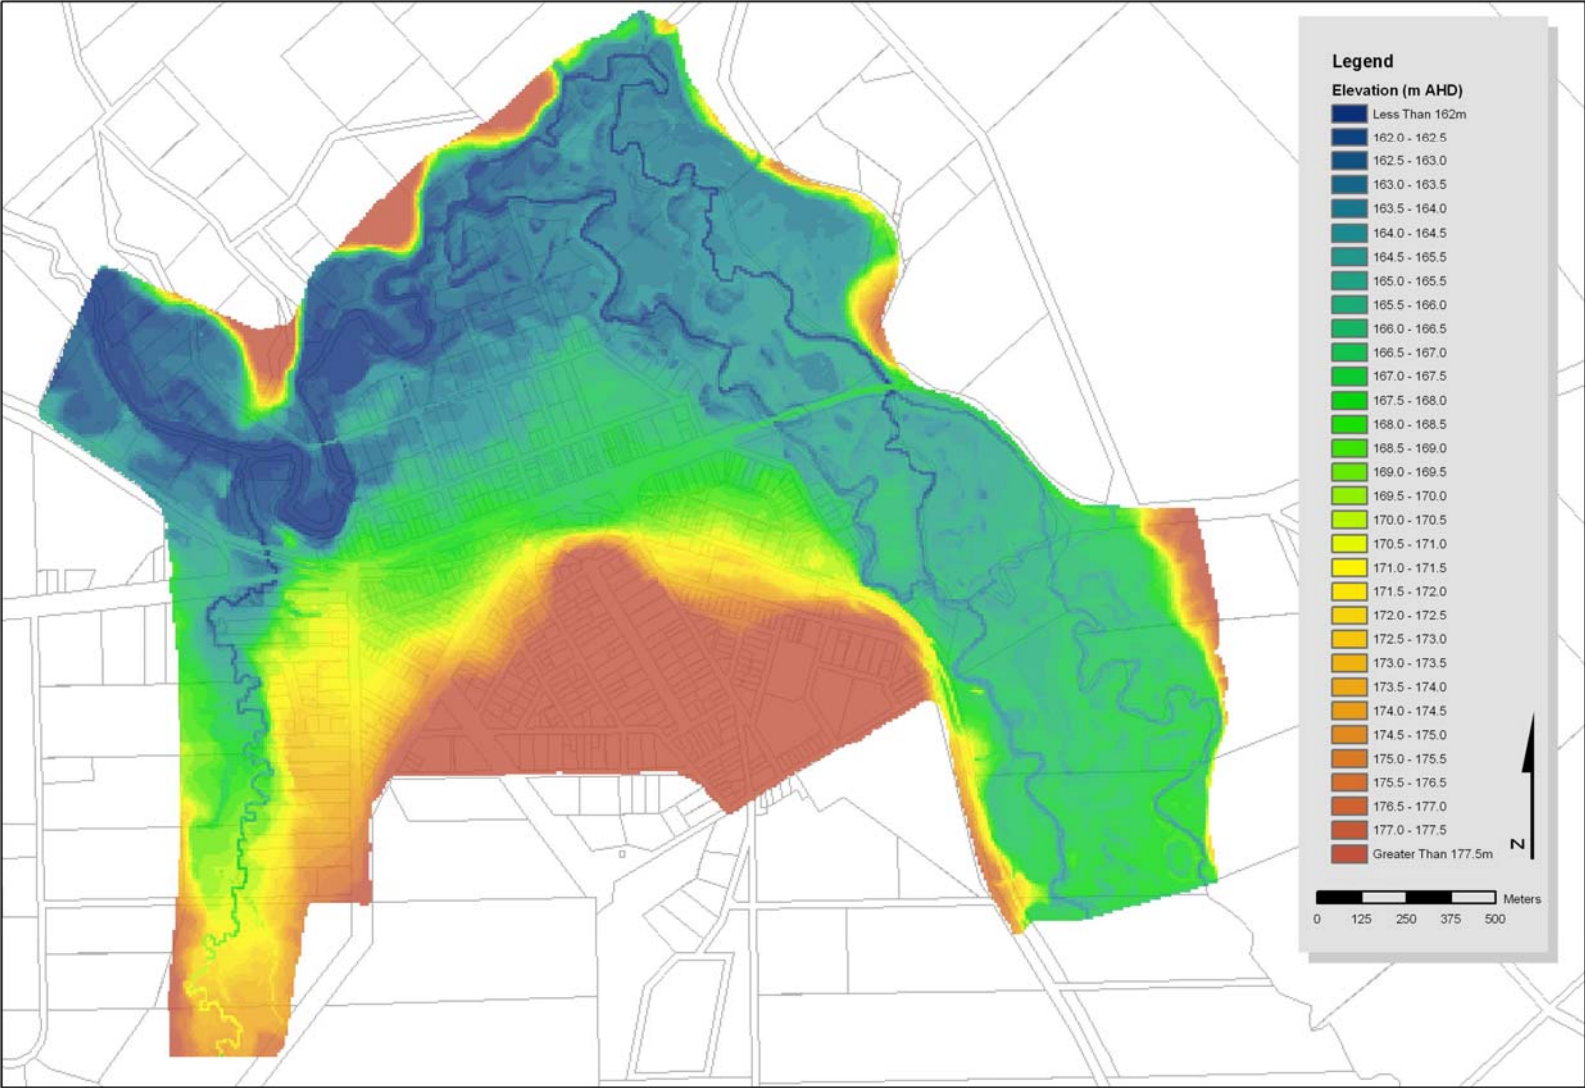 Legend
Elevation (m AHD)
Less Than 162m
162.0 - 162.5
162.5 - 163.0
163.0 - 163.5
163.5 - 164.0
164.0 - 164.5
164.5 - 165.5
165.0 - 165.5
165.5 - 166.0
166.0 - 166.5
166.5 - 167.0
167.0 - 167.5
167.5 - 168.0
168.0 - 168.5
168.5 - 169.0
169.0 - 169.5
169.5 - 170.0
170.0 - 170.5
170.5 - 171.0
171.0 - 171.5
171.5 - 172.0
172.0 - 172.5
172.5 - 173.0
173.0 - 173.5
173.5 - 174.0
174.0 - 174.5
174.5 - 175.0
175.0 - 175.5
175.5 - 176.5
176.5 - 177.0
177.0 - 177.5
Greater Than 177.5m
N
Meters
0 125 250 375 500